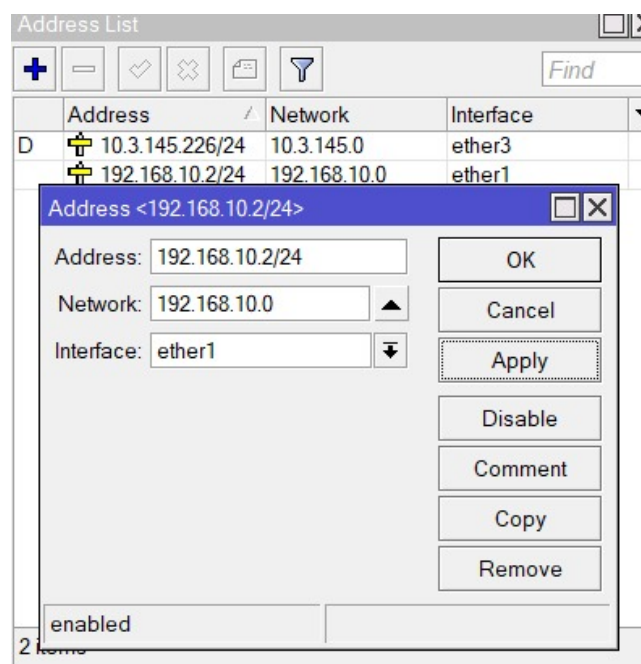 Address List
Find
Address Network Interface
D 10.3.145.226/24 10.3.145.0 ether3
192.168.10.2/24 192.168.10.0 ether1
Address <192.168.10.2/24>
Address: 192.168.10.2/24 OK
Network: 192.168.10.0 Cancel
Interface: ether1 Apply
Disable
Comment
Copy
Remove
enabled
2 items